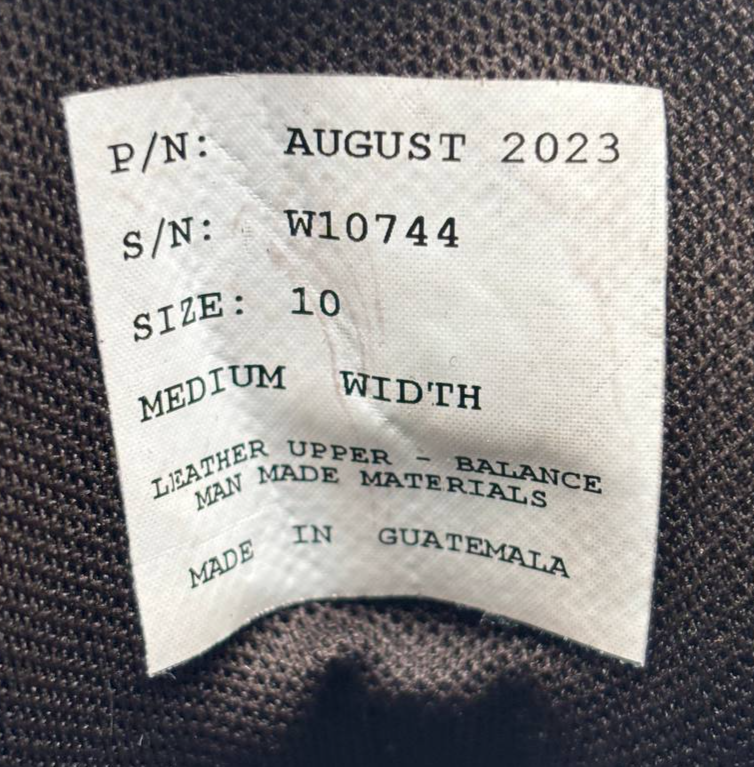 P/N: AUGUST 2023
S/N: W10744
SIZE: 10
MEDIUM WIDTH
LEATHER UPPER - BALANCE
MAN MADE MATERIALS
MADE IN GUATEMALA